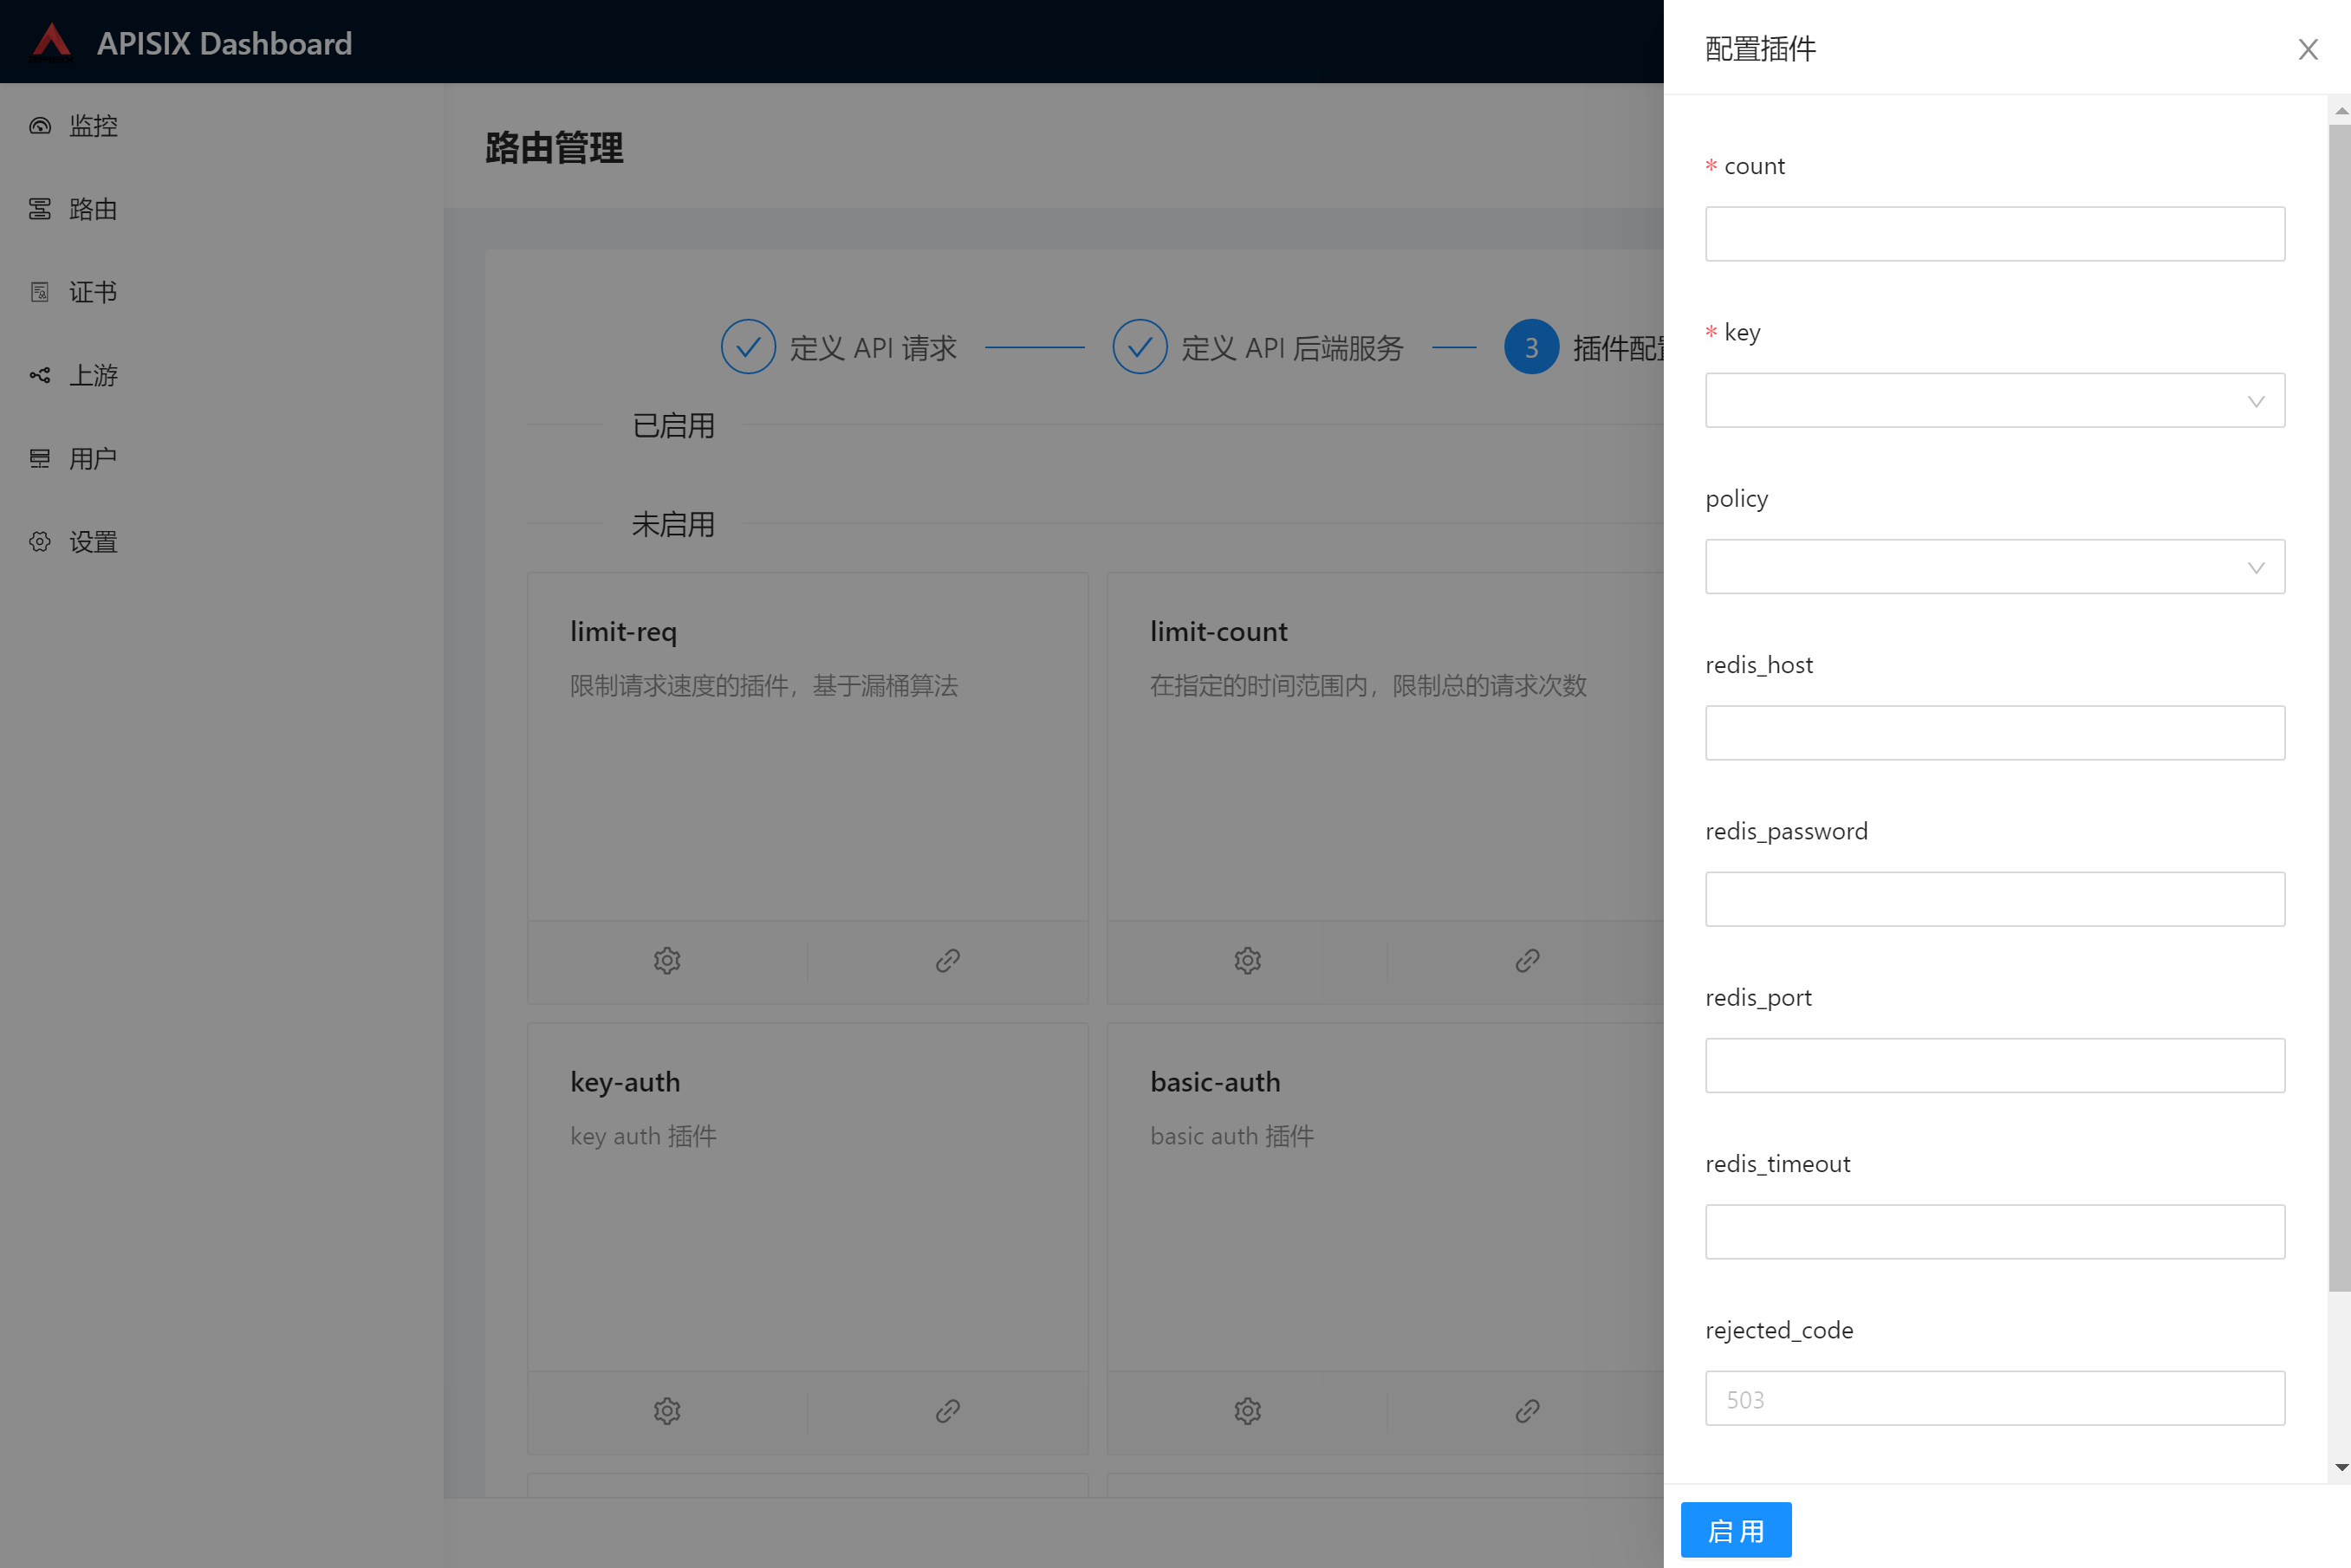 APISIX Dashboard
监控
路由
证书
上游
用户
设置
路由管理
定义 API 请求
定义 API 后端服务
3
插件配置
已启用
未启用
limit-req
限制请求速度的插件，基于漏桶算法
limit-count
在指定的时间范围内，限制总的请求次数
key-auth
key auth 插件
basic-auth
basic auth 插件
配置插件
* count
* key
policy
redis_host
redis_password
redis_port
redis_timeout
rejected_code
503
启 用